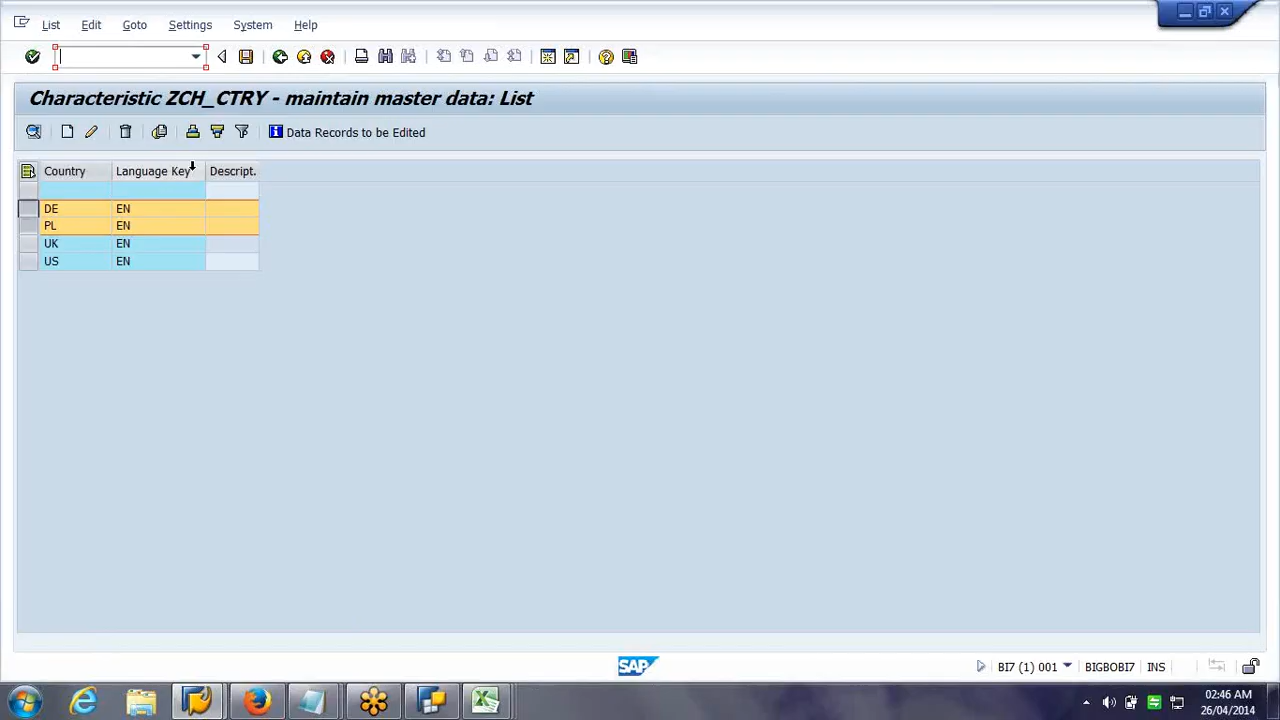 List Edit Goto Settings System Help
Characteristic ZCH_CTRY - maintain master data: List
Data Records to be Edited
Country Language Key Descript.
DE EN
PL EN
UK EN
US EN
SAP BI7 (1) 001 BIGBOBI7 INS
02:46 AM
26/04/2014